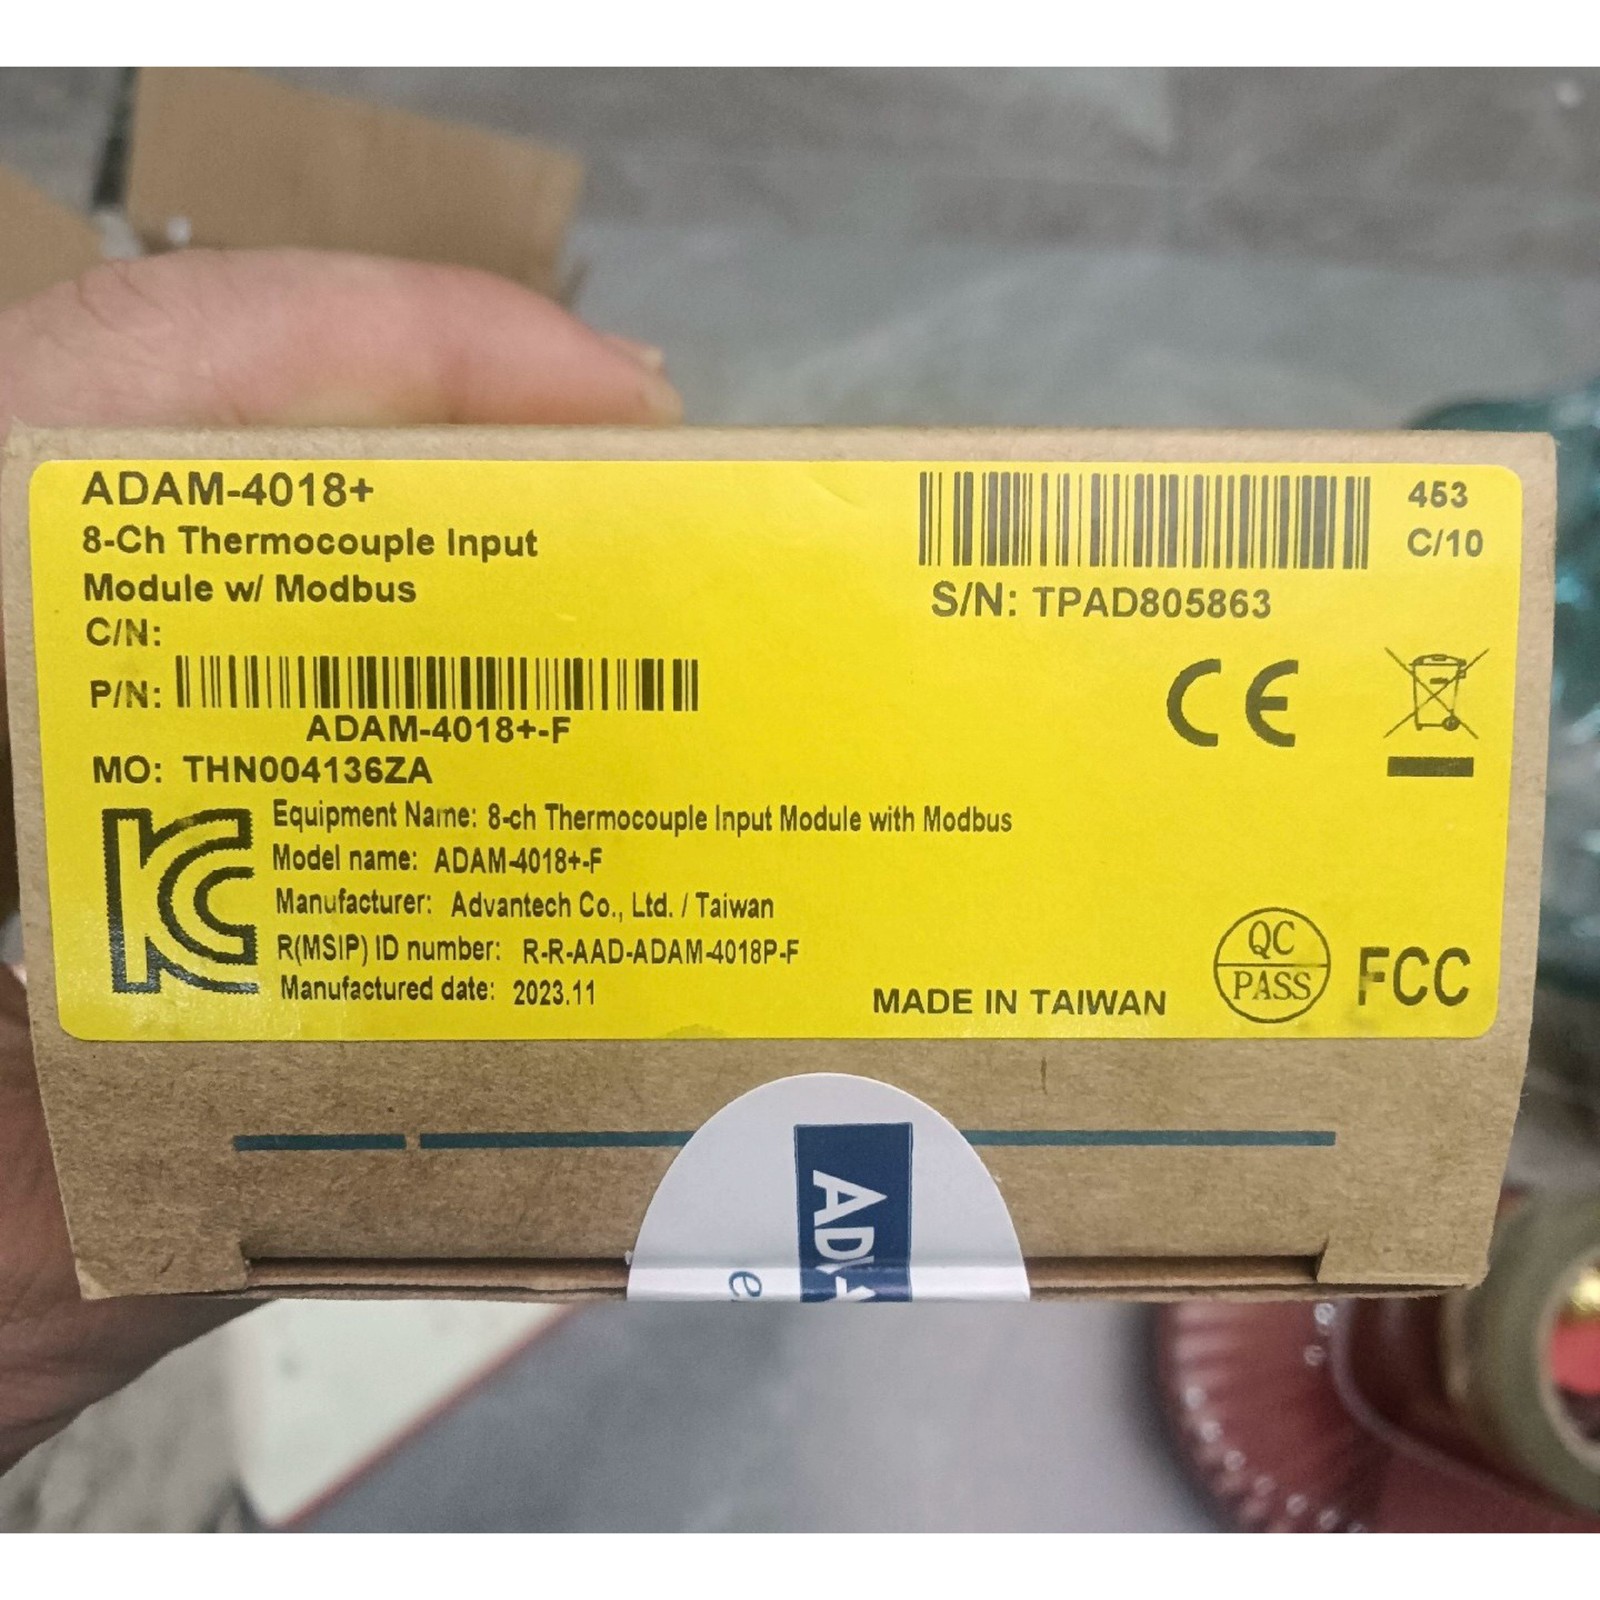 ADAM-4018+
8-Ch Thermocouple Input
Module w/ Modbus
C/N:
P/N:
ADAM-4018+-F
MO: THN004136ZA
453
C/10
S/N: TPAD805863
CE
KC
Equipment Name: 8-ch Thermocouple Input Module with Modbus
Model name: ADAM-4018+-F
Manufacturer: Advantech Co., Ltd. / Taiwan
R(MSIP) ID number: R-R-AAD-ADAM-4018P-F
Manufactured date: 2023.11
MADE IN TAIWAN
QC
PASS
FCC